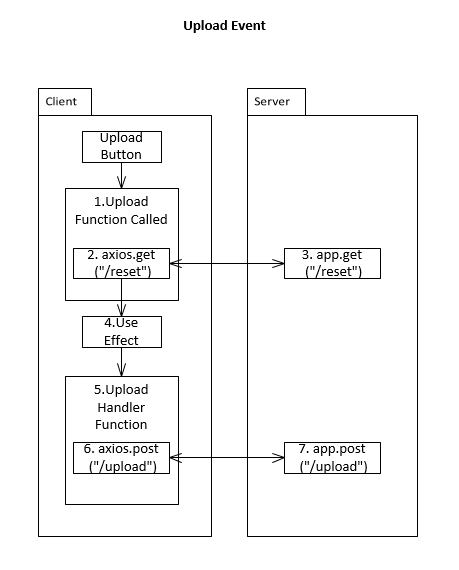 Upload Event
Client
Server
Upload
Button
1.Upload
Function Called
2. axios.get
("/reset")
3. app.get
("/reset")
4.Use
Effect
5.Upload
Handler
Function
6. axios.post
("/upload")
7. app.post
("/upload")